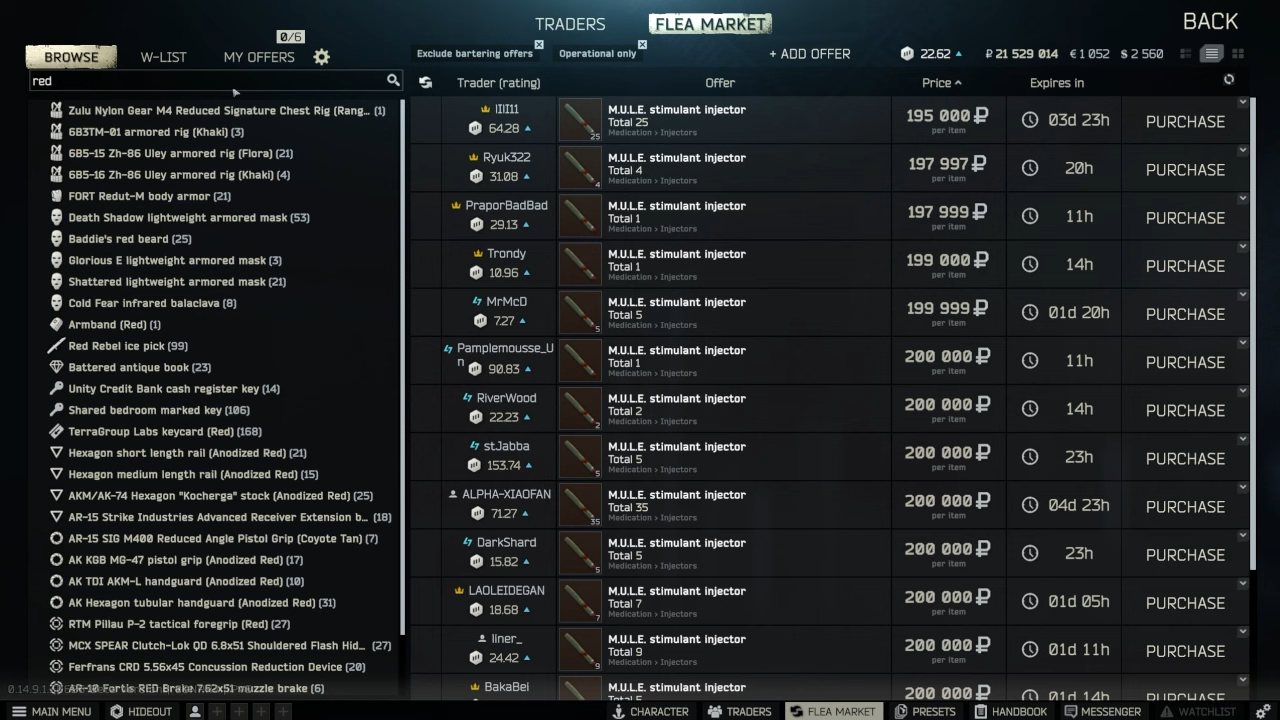 TRADERS
FLEA MARKET
BACK
0/6
BROWSE
W-LIST
MY OFFERS
Exclude bartering offers
Operational only
+ ADD OFFER
22.62
₽ 21 529 014
€ 1 052
$ 2 560
red
Trader (rating)
Offer
Price
Expires in
Zulu Nylon Gear M4 Reduced Signature Chest Rig (Rang... (1)
6B3TM-01 armored rig (Khaki) (3)
6B5-15 Zh-86 Uley armored rig (Flora) (21)
6B5-16 Zh-86 Uley armored rig (Khaki) (4)
FORT Redut-M body armor (21)
Death Shadow lightweight armored mask (53)
Baddie's red beard (25)
Glorious E lightweight armored mask (3)
Shattered lightweight armored mask (21)
Cold Fear infrared balaclava (8)
Armband (Red) (1)
Red Rebel ice pick (99)
Battered antique book (23)
Unity Credit Bank cash register key (14)
Shared bedroom marked key (106)
TerraGroup Labs keycard (Red) (168)
Hexagon short length rail (Anodized Red) (21)
Hexagon medium length rail (Anodized Red) (15)
AKM/AK-74 Hexagon "Kocherga" stock (Anodized Red) (25)
AR-15 Strike Industries Advanced Receiver Extension b... (18)
AR-15 SIG M400 Reduced Angle Pistol Grip (Coyote Tan) (7)
AK KGB MG-47 pistol grip (Anodized Red) (17)
AK TDI AKM-L handguard (Anodized Red) (10)
AK Hexagon tubular handguard (Anodized Red) (31)
RTM Pillau P-2 tactical foregrip (Red) (27)
MCX SPEAR Clutch-Lok QD 6.8x51 Shouldered Flash Hid... (27)
Ferfrans CRD 5.56x45 Concussion Reduction Device (20)
AR-10 Fortis RED Brake 7.62x51 muzzle brake (6)
64.28
25
M.U.L.E. stimulant injector
Total 25
Medication > Injectors
195 000 ₽
per item
03d 23h
PURCHASE
Ryuk322
31.08
4
M.U.L.E. stimulant injector
Total 4
Medication > Injectors
197 997 ₽
per item
20h
PURCHASE
PraporBadBad
29.13
M.U.L.E. stimulant injector
Total 1
Medication > Injectors
197 999 ₽
per item
11h
PURCHASE
Trondy
10.96
M.U.L.E. stimulant injector
Total 1
Medication > Injectors
199 000 ₽
per item
14h
PURCHASE
MrMcD
7.27
5
M.U.L.E. stimulant injector
Total 5
Medication > Injectors
199 999 ₽
per item
01d 20h
PURCHASE
Pamplemousse_U
n
90.83
M.U.L.E. stimulant injector
Total 1
Medication > Injectors
200 000 ₽
per item
11h
PURCHASE
RiverWood
22.23
2
M.U.L.E. stimulant injector
Total 2
Medication > Injectors
200 000 ₽
per item
14h
PURCHASE
stJabba
153.74
5
M.U.L.E. stimulant injector
Total 5
Medication > Injectors
200 000 ₽
per item
23h
PURCHASE
ALPHA-XIAOFAN
71.27
35
M.U.L.E. stimulant injector
Total 35
Medication > Injectors
200 000 ₽
per item
04d 23h
PURCHASE
DarkShard
15.82
5
M.U.L.E. stimulant injector
Total 5
Medication > Injectors
200 000 ₽
per item
23h
PURCHASE
LAOLEIDEGAN
18.68
7
M.U.L.E. stimulant injector
Total 7
Medication > Injectors
200 000 ₽
per item
01d 05h
PURCHASE
liner_
24.42
9
M.U.L.E. stimulant injector
Total 9
Medication > Injectors
200 000 ₽
per item
01d 11h
PURCHASE
BakaBei
M.U.L.E. stimulant injector
200 000 ₽
01d 14h
PURCHASE
MAIN MENU
HIDEOUT
CHARACTER
TRADERS
FLEA MARKET
PRESETS
HANDBOOK
MESSENGER
WATCHLIST